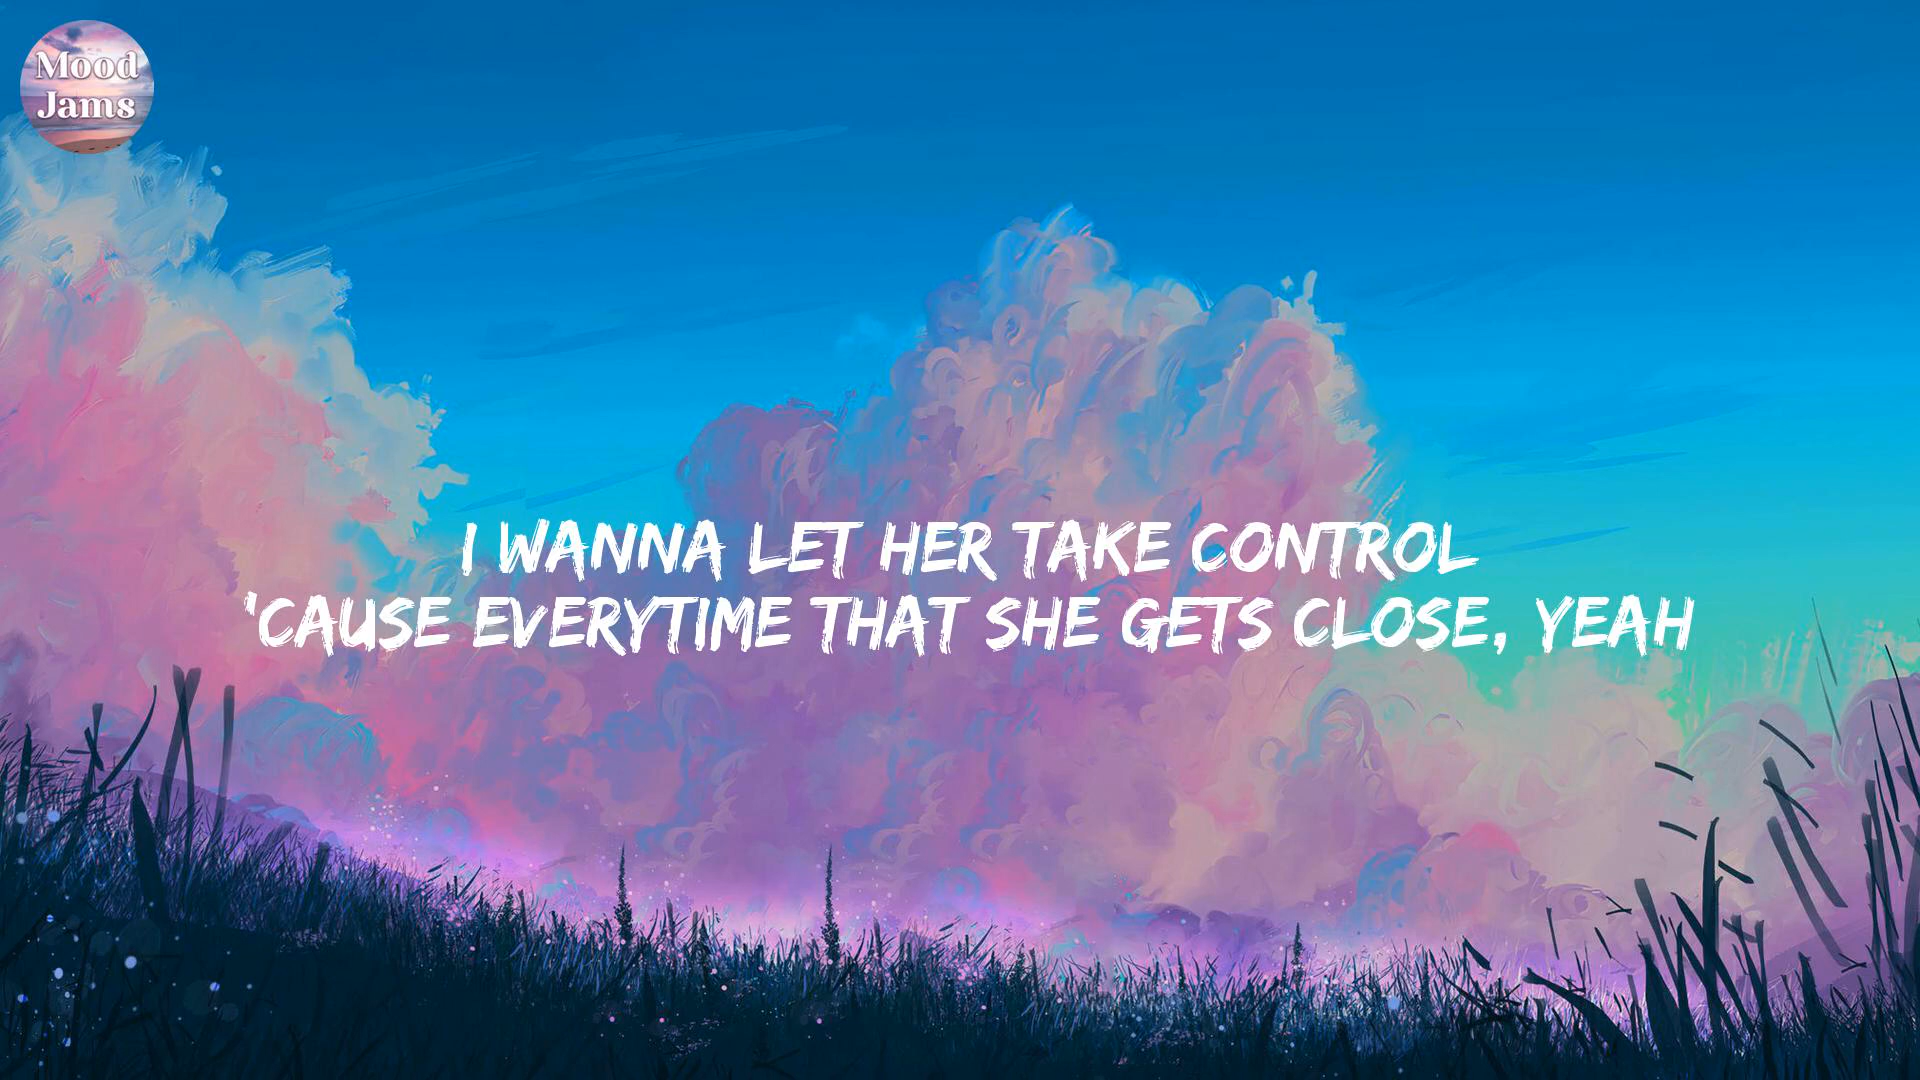 Mood
Jams
I WANNA LET HER TAKE CONTROL
'CAUSE EVERYTIME THAT SHE GETS CLOSE, YEAH